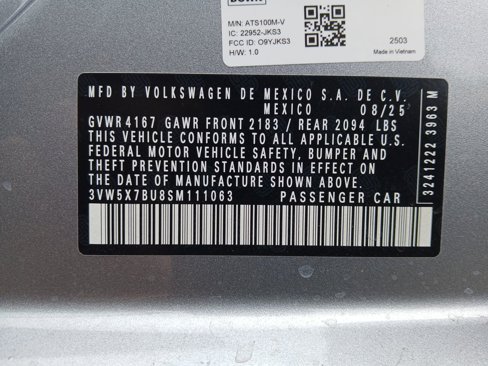 M/N: ATS100M-V
IC: 22952-JKS3
FCC ID: O9YJKS3
H/W: 1.0
2503
Made in Vietnam
MFD BY VOLKSWAGEN DE MEXICO S.A. DE C.V.
MEXICO 08/25
GVWR 4167 GAWR FRONT 2183 / REAR 2094 LBS
THIS VEHICLE CONFORMS TO ALL APPLICABLE U.S.
FEDERAL MOTOR VEHICLE SAFETY, BUMPER AND
THEFT PREVENTION STANDARDS IN EFFECT ON
THE DATE OF MANUFACTURE SHOWN ABOVE.
3VW5X7BU8SM111063 PASSENGER CAR
3241222 3963 M